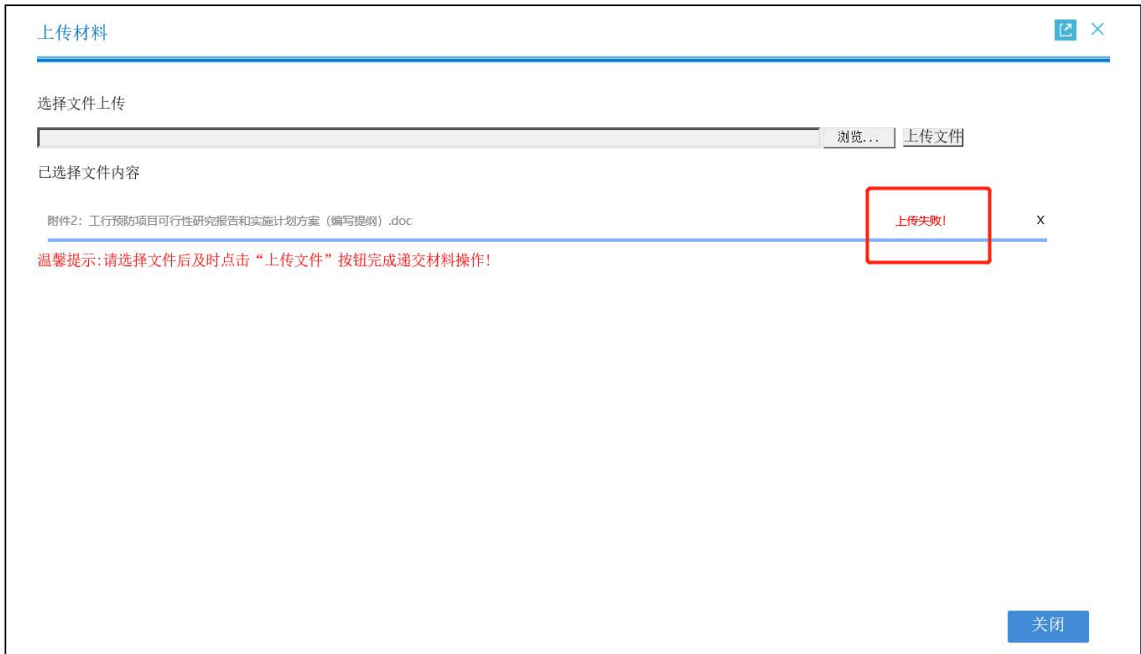 上传材料
选择文件上传
浏览... 上传文件
已选择文件内容
附件2：工行预防项目可行性研究报告和实施计划方案（编写提纲）.doc 上传失败! X
温馨提示:请选择文件后及时点击“上传文件”按钮完成递交材料操作!
关闭